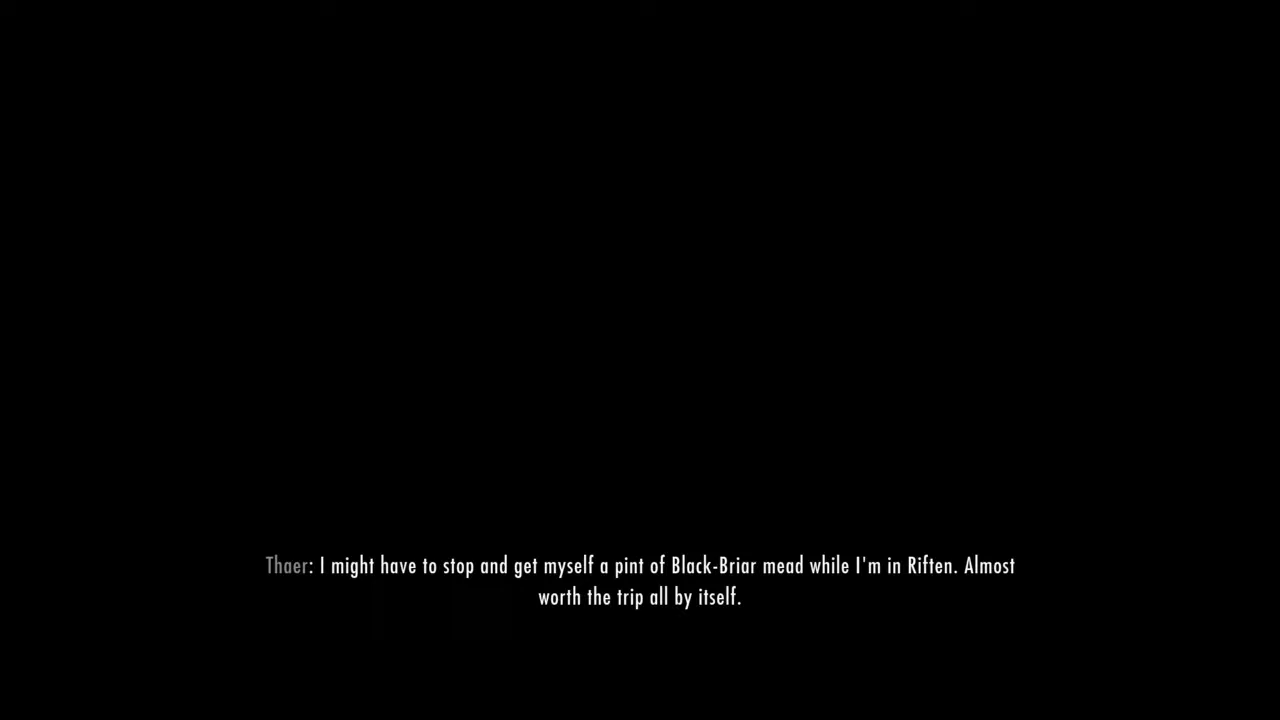 Thaer: I might have to stop and get myself a pint of Black-Briar mead while I'm in Riften. Almost
worth the trip all by itself.